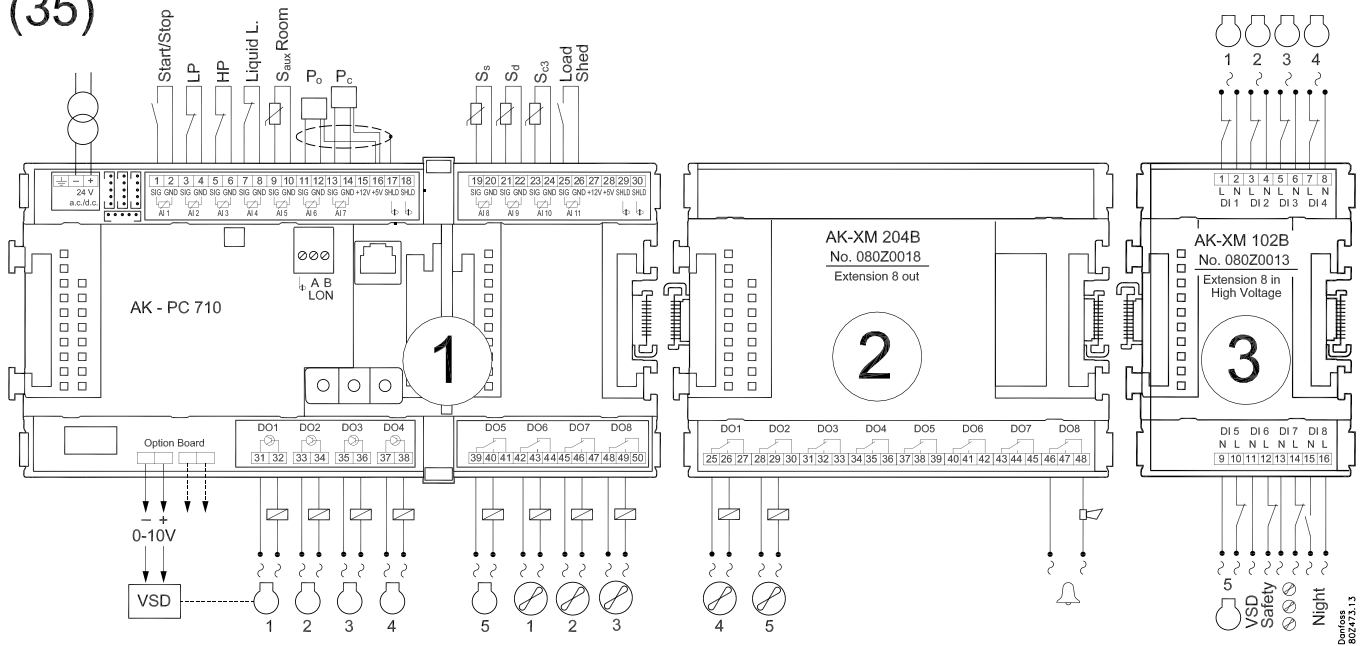 (35)
Start/Stop
LP
HP
Liquid L.
Saux Room
Po
Pc
Ss
Sd
Sc3
Load
Shed
1 2 3 4
24 V
a.c./d.c.
1 2 3 4 5 6 7 8 9 10 11 12 13 14 15 16 17 18
SIG GND SIG GND SIG GND SIG GND SIG GND SIG GND SIG GND +12V +5V SHLD SHLD
AI 1 AI 2 AI 3 AI 4 AI 5 AI 6 AI 7
19 20 21 22 23 24 25 26 27 28 29 30
SIG GND SIG GND SIG GND SIG GND +12V +5V SHLD SHLD
AI 8 AI 9 AI 10 AI 11
A B
LON
AK - PC 710
1
Option Board
DO1 DO2 DO3 DO4
31 32 33 34 35 36 37 38
DO5 DO6 DO7 DO8
39 40 41 42 43 44 45 46 47 48 49 50
− +
0-10V
VSD
1 2 3 4
5 1 2 3
AK-XM 204B
No. 080Z0018
Extension 8 out
2
DO1 DO2 DO3 DO4 DO5 DO6 DO7 DO8
25 26 27 28 29 30 31 32 33 34 35 36 37 38 39 40 41 42 43 44 45 46 47 48
4 5
1 2 3 4 5 6 7 8
L N L N L N L N
DI 1 DI 2 DI 3 DI 4
AK-XM 102B
No. 080Z0013
Extension 8 in
High Voltage
3
DI 5 DI 6 DI 7 DI 8
N L N L N L N L
9 10 11 12 13 14 15 16
5
VSD
Safety
Night
Danfoss
80Z473.13